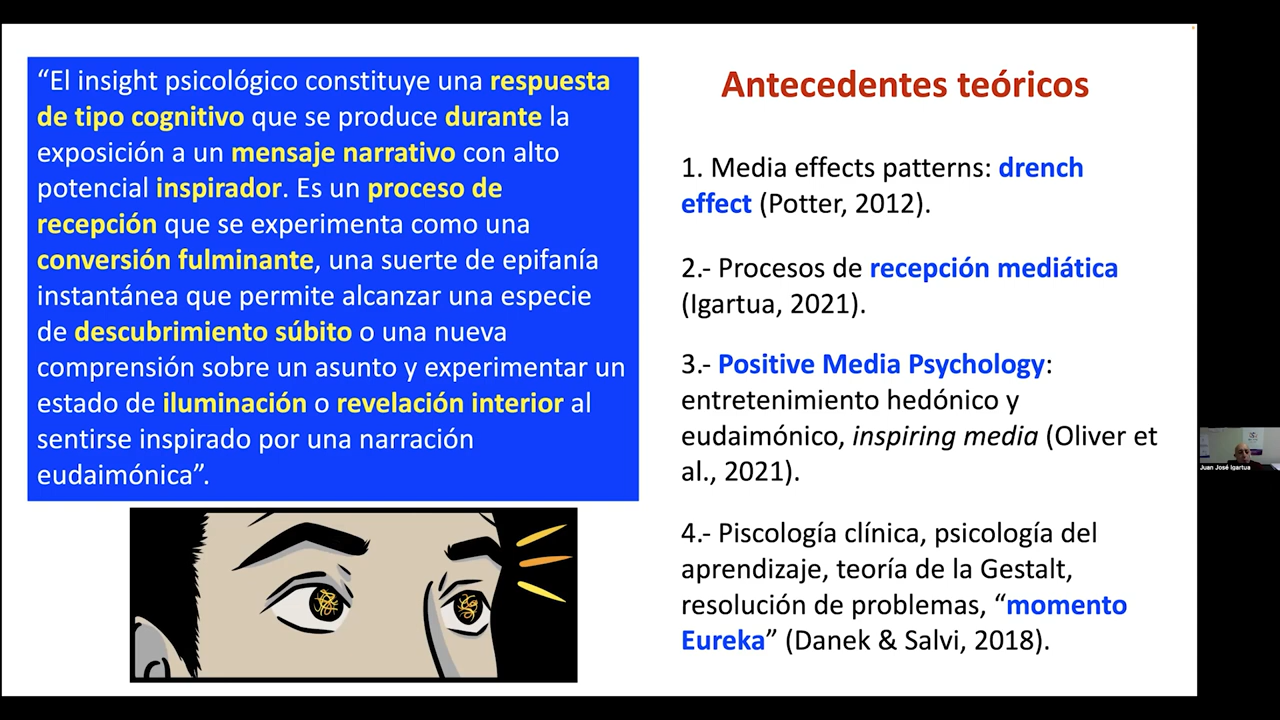 “El insight psicológico constituye una respuesta
de tipo cognitivo que se produce durante la
exposición a un mensaje narrativo con alto
potencial inspirador. Es un proceso de
recepción que se experimenta como una
conversión fulminante, una suerte de epifanía
instantánea que permite alcanzar una especie
de descubrimiento súbito o una nueva
comprensión sobre un asunto y experimentar un
estado de iluminación o revelación interior al
sentirse inspirado por una narración
eudaimónica”.
Antecedentes teóricos
1. Media effects patterns: drench
effect (Potter, 2012).
2.- Procesos de recepción mediática
(Igartua, 2021).
3.- Positive Media Psychology:
entretenimiento hedónico y
eudaimónico, inspiring media (Oliver et
al., 2021).
4.- Piscología clínica, psicología del
aprendizaje, teoría de la Gestalt,
resolución de problemas, “momento
Eureka” (Danek & Salvi, 2018).
Juan José Igartua